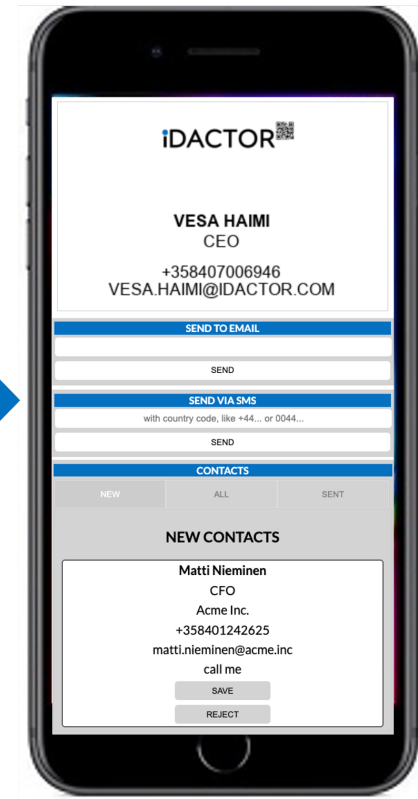 iDACTOR
VESA HAIMI
CEO
+358407006946
VESA.HAIMI@IDACTOR.COM
SEND TO EMAIL
SEND
SEND VIA SMS
with country code, like +44... or 0044...
SEND
CONTACTS
NEW ALL SENT
NEW CONTACTS
Matti Nieminen
CFO
Acme Inc.
+358401242625
matti.nieminen@acme.inc
call me
SAVE
REJECT